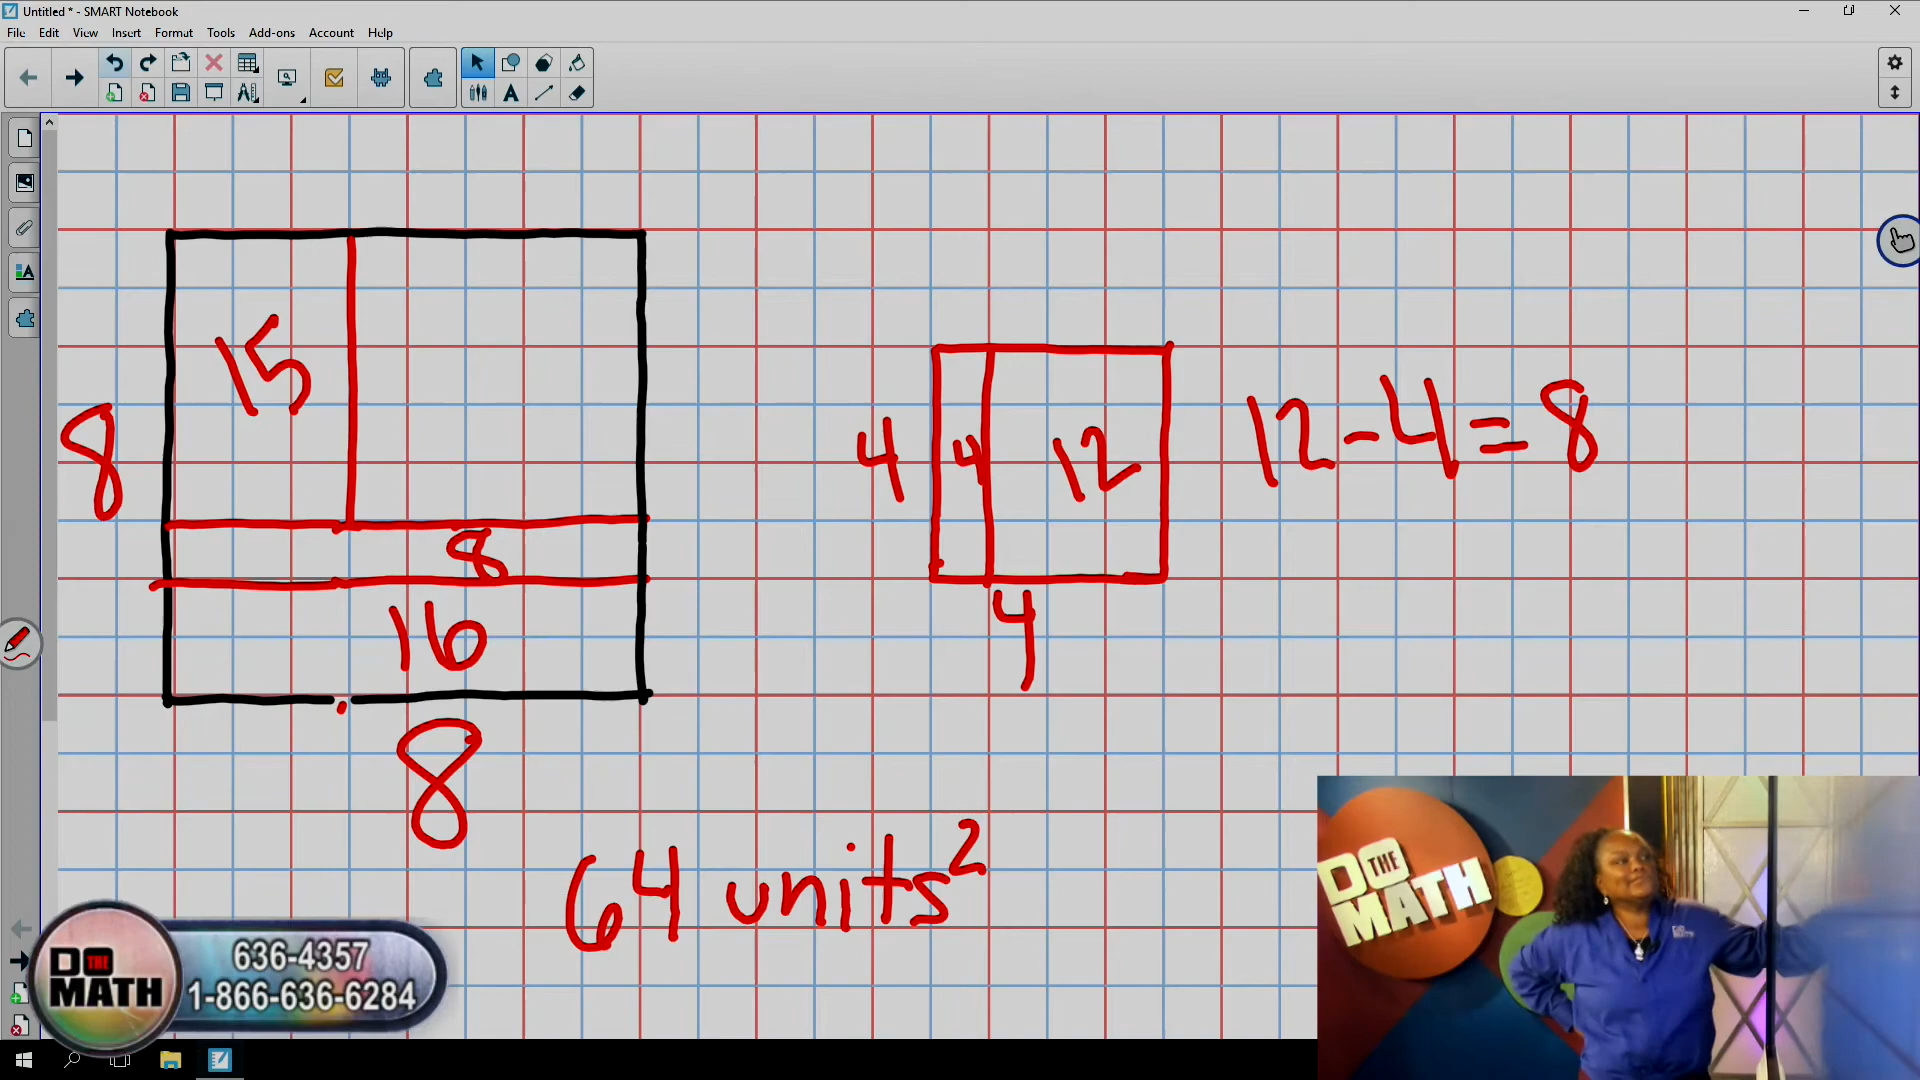 Untitled * - SMART Notebook
File Edit View Insert Format Tools Add-ons Account Help
15
8
8
16
8
4
4
12
4
12-4=8
64 units²
DO THE MATH
636-4357
1-866-636-6284
DO THE MATH